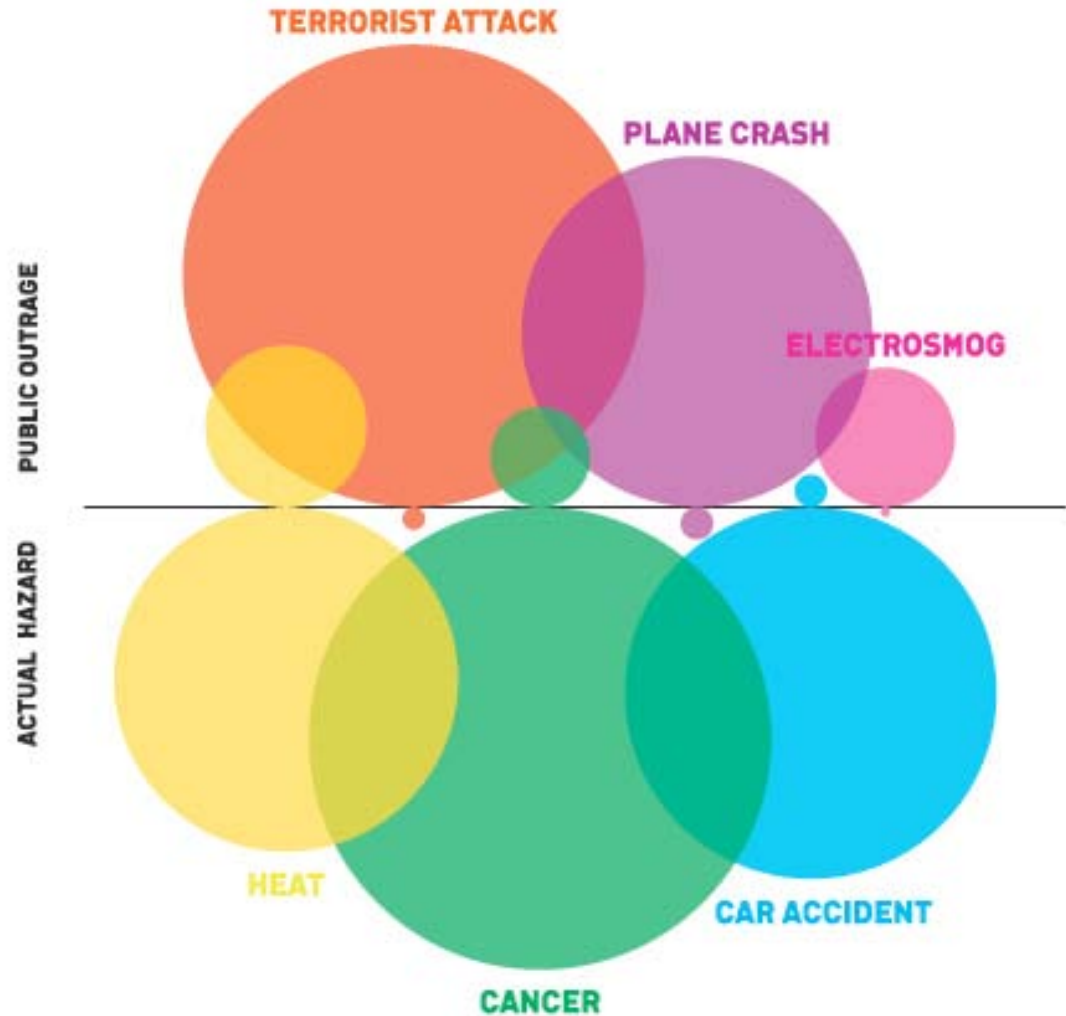 TERRORIST ATTACK
PLANE CRASH
ELECTROSMOG
PUBLIC OUTRAGE
ACTUAL HAZARD
HEAT
CAR ACCIDENT
CANCER